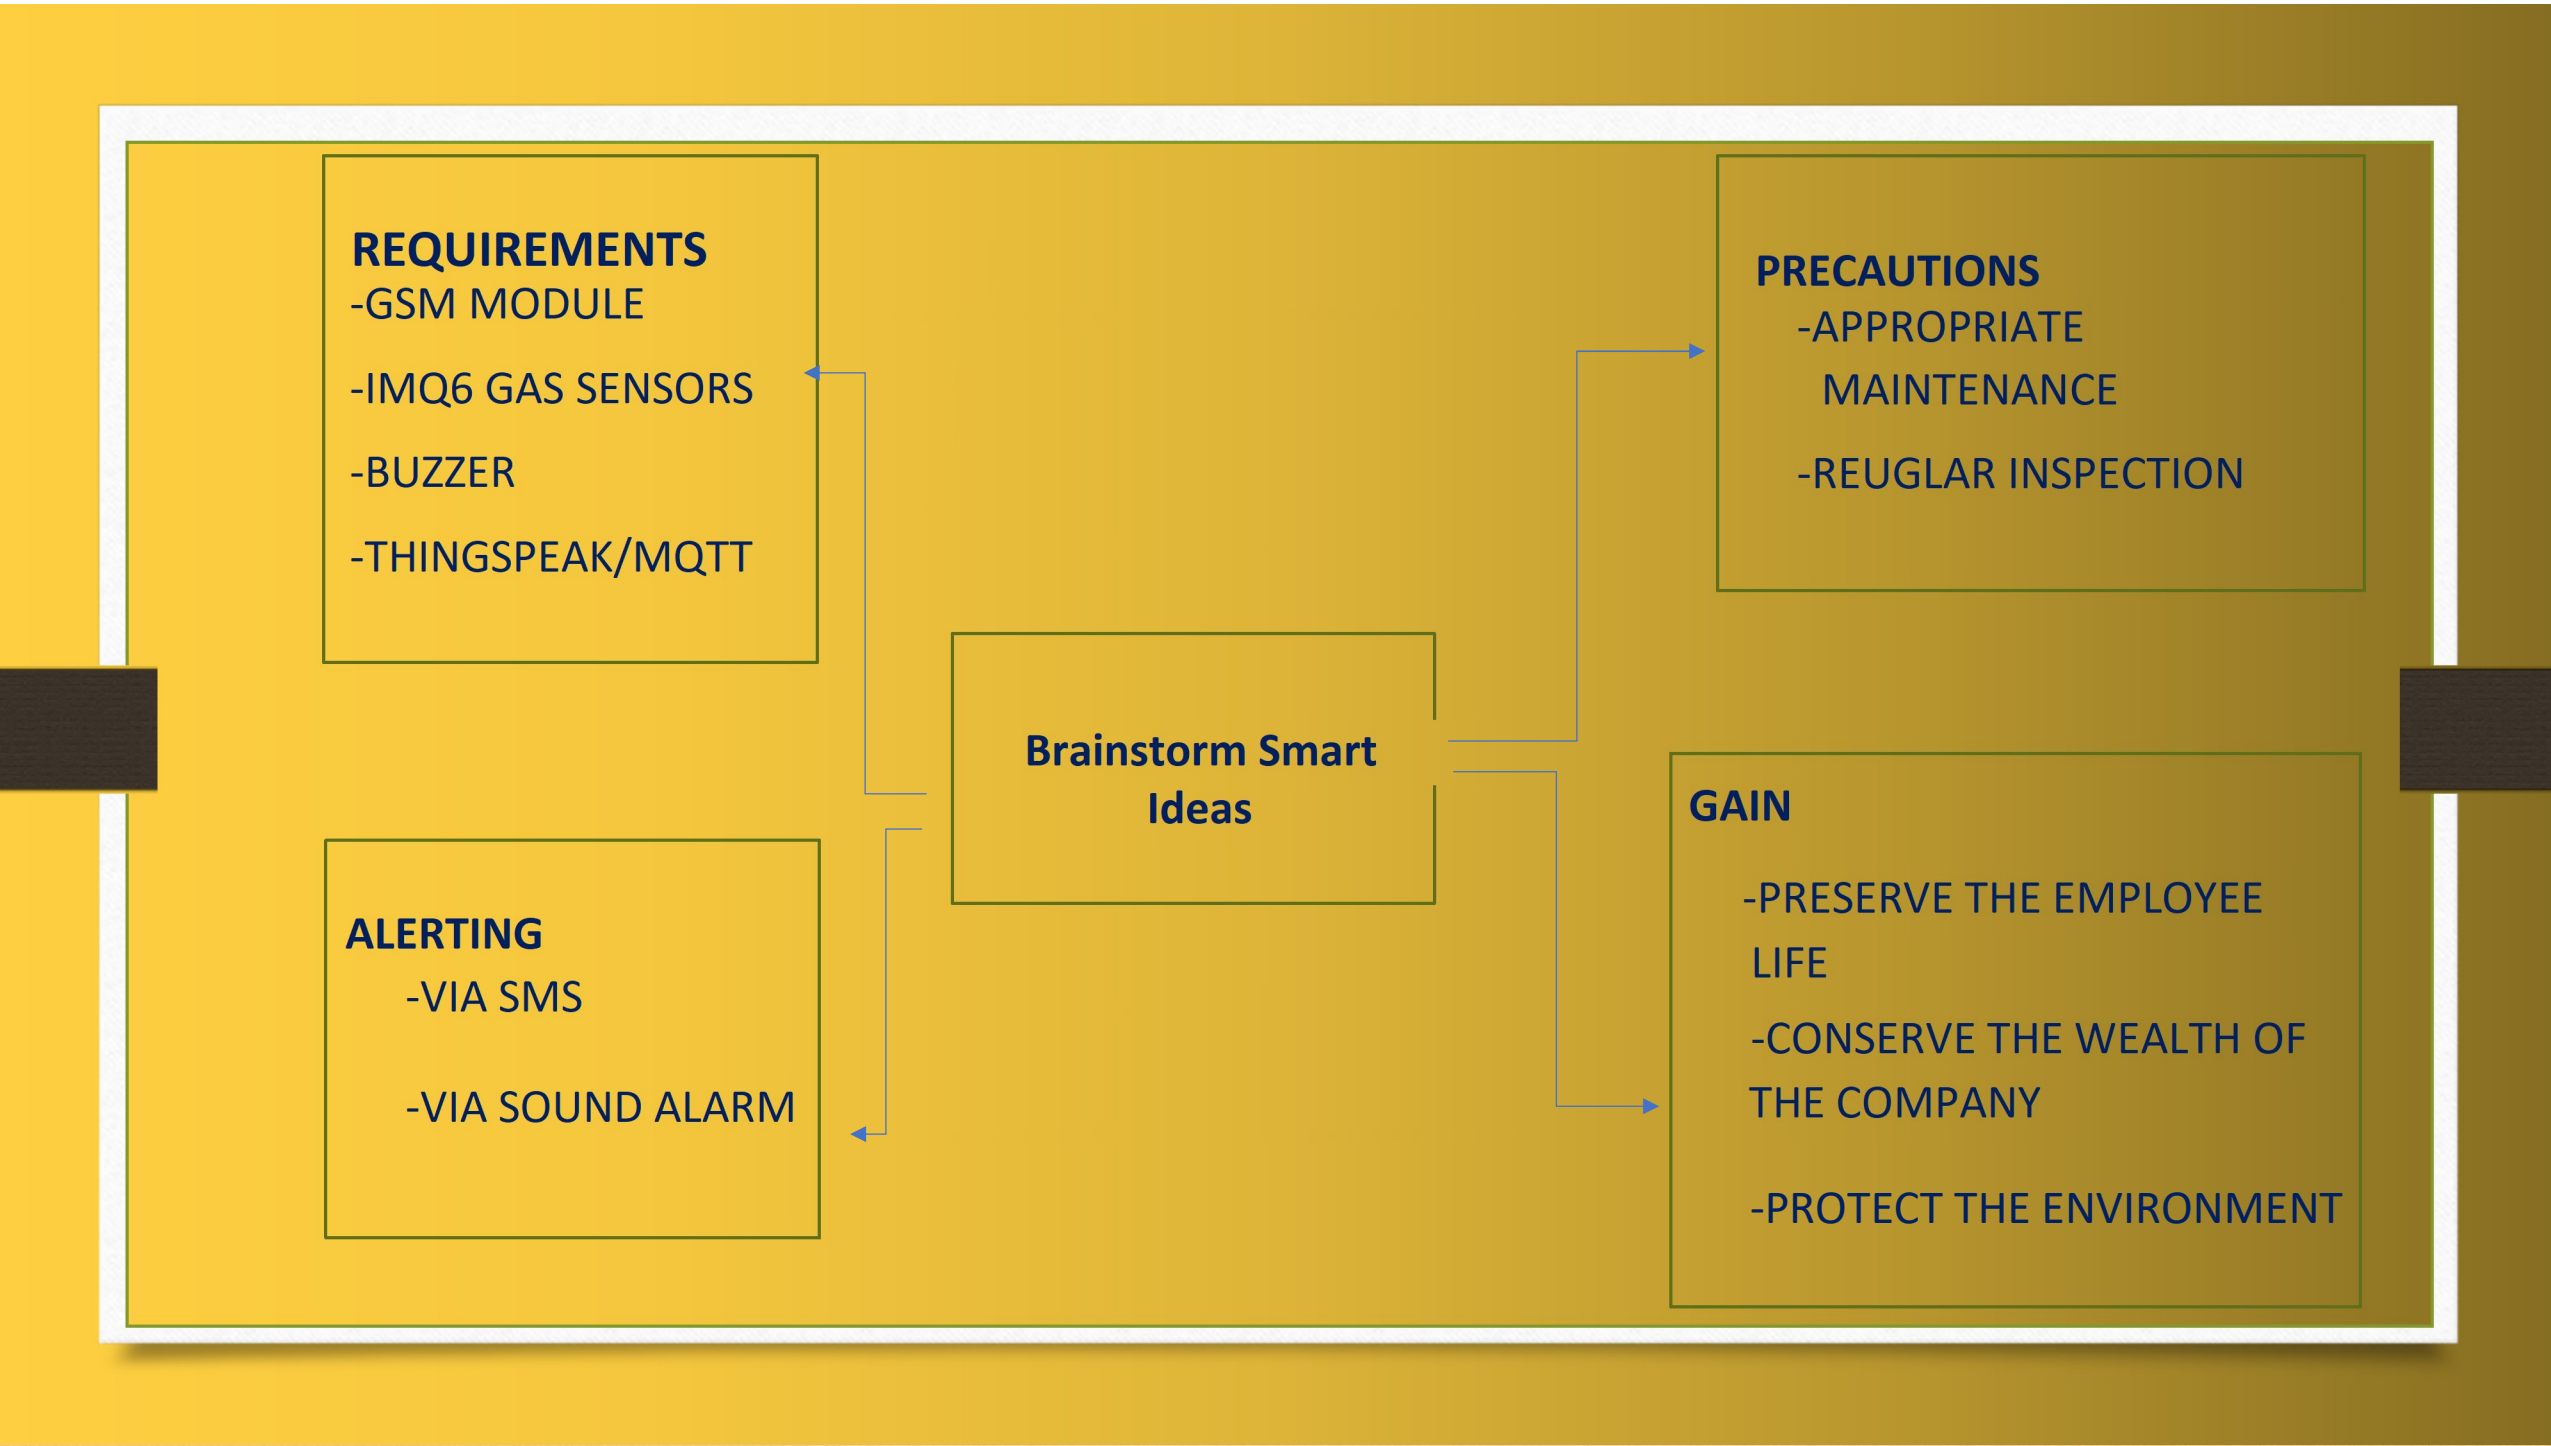 REQUIREMENTS
-GSM MODULE
-IMQ6 GAS SENSORS
-BUZZER
-THINGSPEAK/MQTT
PRECAUTIONS
-APPROPRIATE
MAINTENANCE
-REUGLAR INSPECTION
Brainstorm Smart
Ideas
ALERTING
-VIA SMS
-VIA SOUND ALARM
GAIN
-PRESERVE THE EMPLOYEE
LIFE
-CONSERVE THE WEALTH OF
THE COMPANY
-PROTECT THE ENVIRONMENT